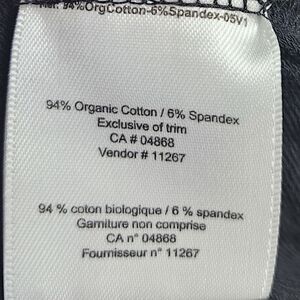 Ref: 94%OrgCotton-6%Spandex-05V1
94% Organic Cotton / 6% Spandex
Exclusive of trim
CA # 04868
Vendor # 11267
94 % coton biologique / 6 % spandex
Garniture non comprise
CA n° 04868
Fournisseur n° 11267